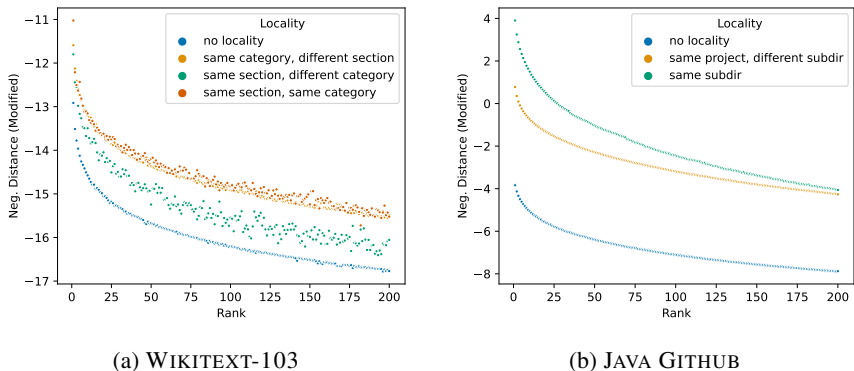 Locality
no locality
same category, different section
same section, different category
same section, same category
−11
−12
−13
−14
−15
−16
−17
Neg. Distance (Modified)
0 25 50 75 100 125 150 175 200
Rank
(a) WIKITEXT-103
Locality
no locality
same project, different subdir
same subdir
4
2
0
−2
−4
−6
−8
Neg. Distance (Modified)
0 25 50 75 100 125 150 175 200
Rank
(b) JAVA GITHUB